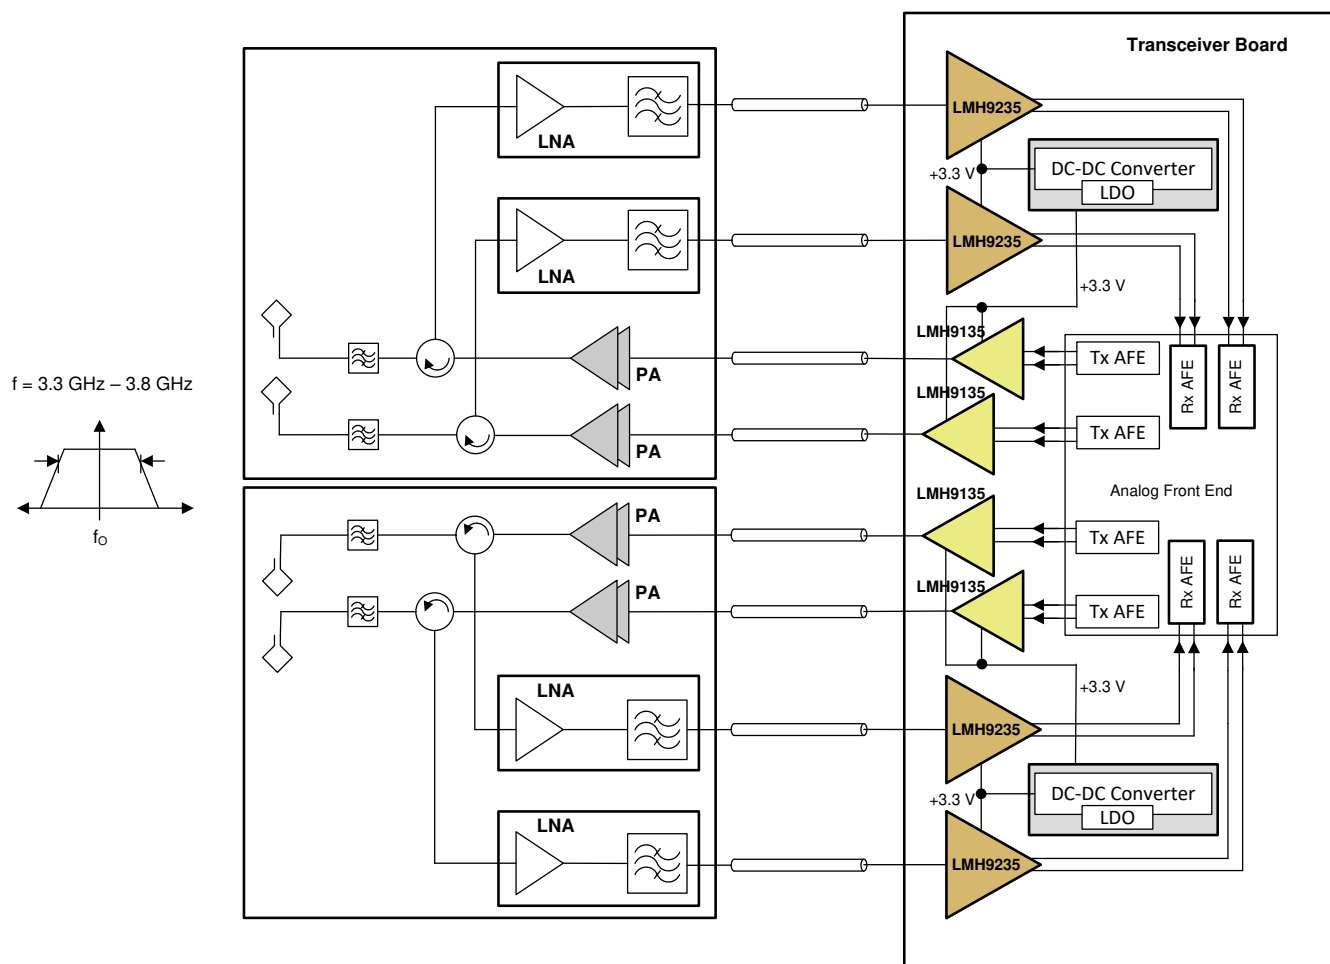 Transceiver Board
LNA
LMH9235
+3.3 V
DC-DC Converter
LDO
LNA
LMH9235
+3.3 V
LMH9135
PA
Tx AFE
Rx AFE
Rx AFE
f = 3.3 GHz – 3.8 GHz
LMH9135
PA
Tx AFE
Analog Front End
fO
LMH9135
PA
Tx AFE
Rx AFE
Rx AFE
LMH9135
PA
Tx AFE
LNA
+3.3 V
LMH9235
DC-DC Converter
LDO
+3.3 V
LNA
LMH9235